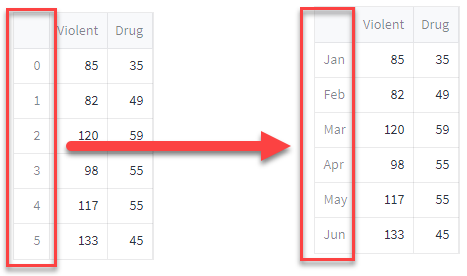 Violent Drug
0 85 35
1 82 49
2 120 59
3 98 55
4 117 55
5 133 45
Violent Drug
Jan 85 35
Feb 82 49
Mar 120 59
Apr 98 55
May 117 55
Jun 133 45